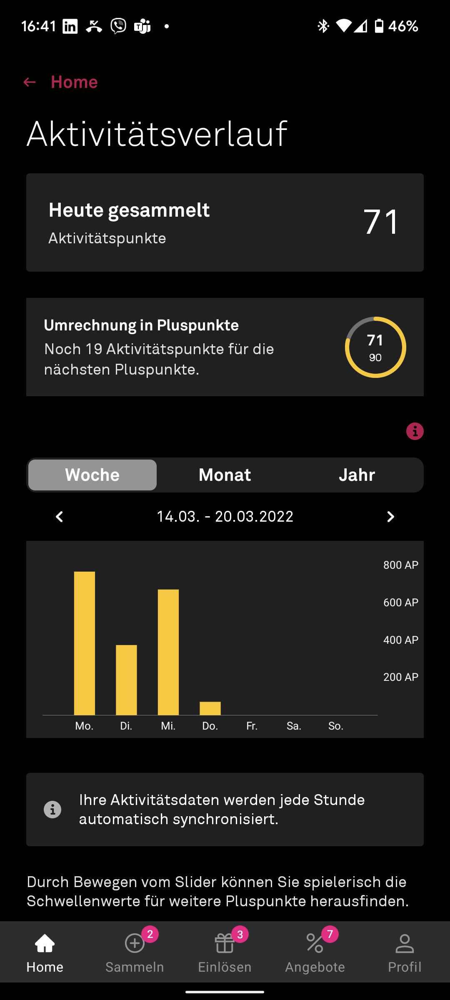 16:41
46%
Home
Aktivitätsverlauf
Heute gesammelt
Aktivitätspunkte
71
Umrechnung in Pluspunkte
Noch 19 Aktivitätspunkte für die
nächsten Pluspunkte.
71
90
Woche Monat Jahr
14.03. - 20.03.2022
800 AP
600 AP
400 AP
200 AP
Mo. Di. Mi. Do. Fr. Sa. So.
Ihre Aktivitätsdaten werden jede Stunde
automatisch synchronisiert.
Durch Bewegen vom Slider können Sie spielerisch die
Schwellenwerte für weitere Pluspunkte herausfinden.
2 3 7
Home Sammeln Einlösen Angebote Profil